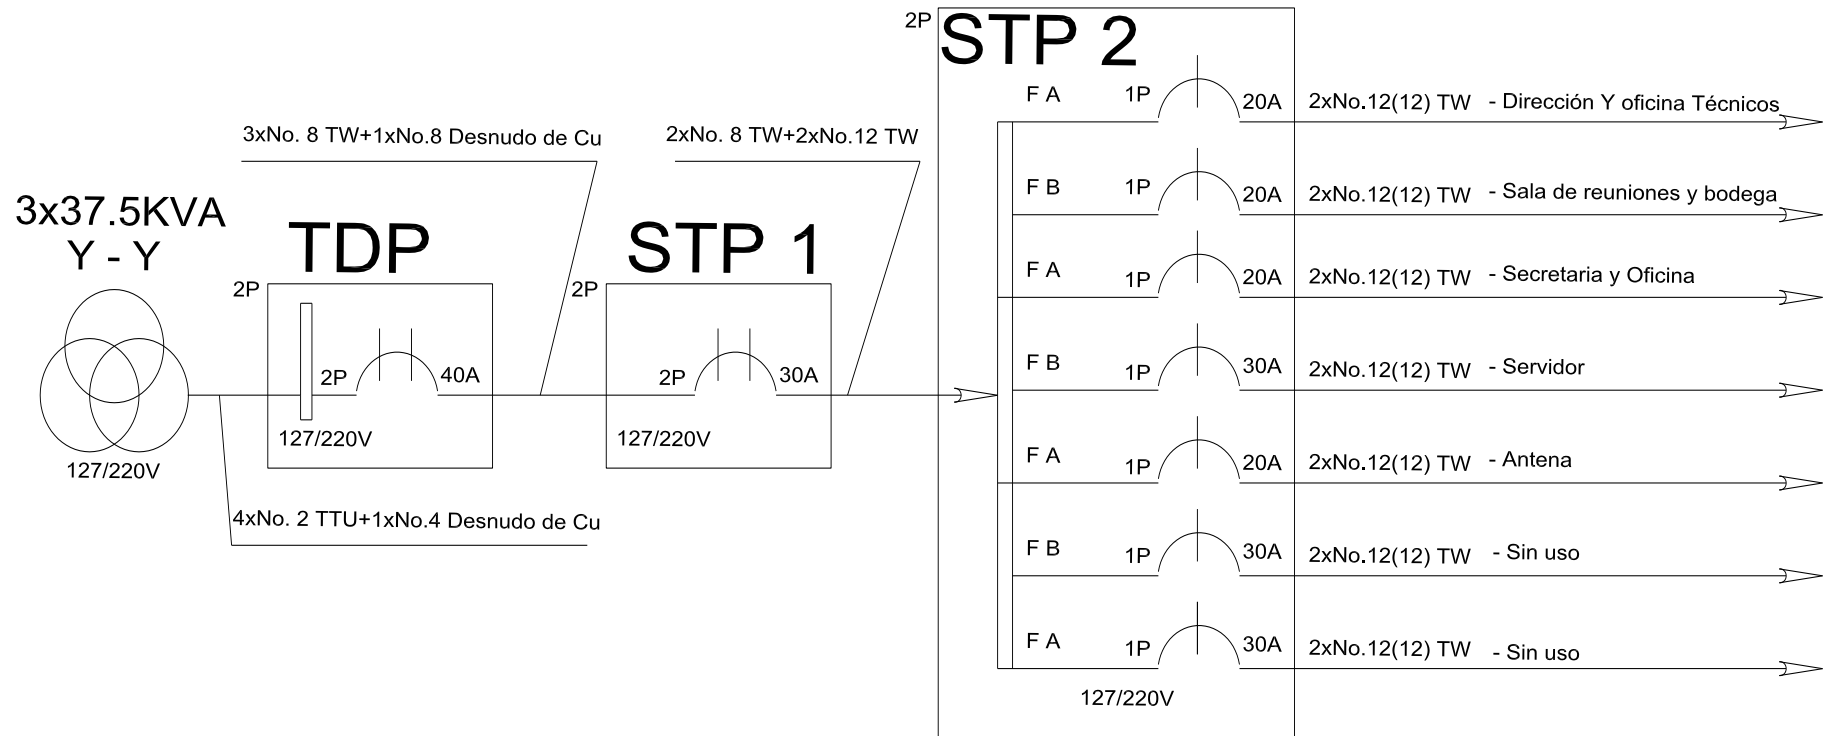 3x37.5KVA
Y - Y
127/220V
4xNo. 2 TTU+1xNo.4 Desnudo de Cu
TDP
2P
2P
40A
127/220V
3xNo. 8 TW+1xNo.8 Desnudo de Cu
STP 1
2P
2P
30A
127/220V
2xNo. 8 TW+2xNo.12 TW
2P
STP 2
F A 1P 20A 2xNo.12(12) TW - Dirección Y oficina Técnicos
F B 1P 20A 2xNo.12(12) TW - Sala de reuniones y bodega
F A 1P 20A 2xNo.12(12) TW - Secretaria y Oficina
F B 1P 30A 2xNo.12(12) TW - Servidor
F A 1P 20A 2xNo.12(12) TW - Antena
F B 1P 30A 2xNo.12(12) TW - Sin uso
F A 1P 30A 2xNo.12(12) TW - Sin uso
127/220V